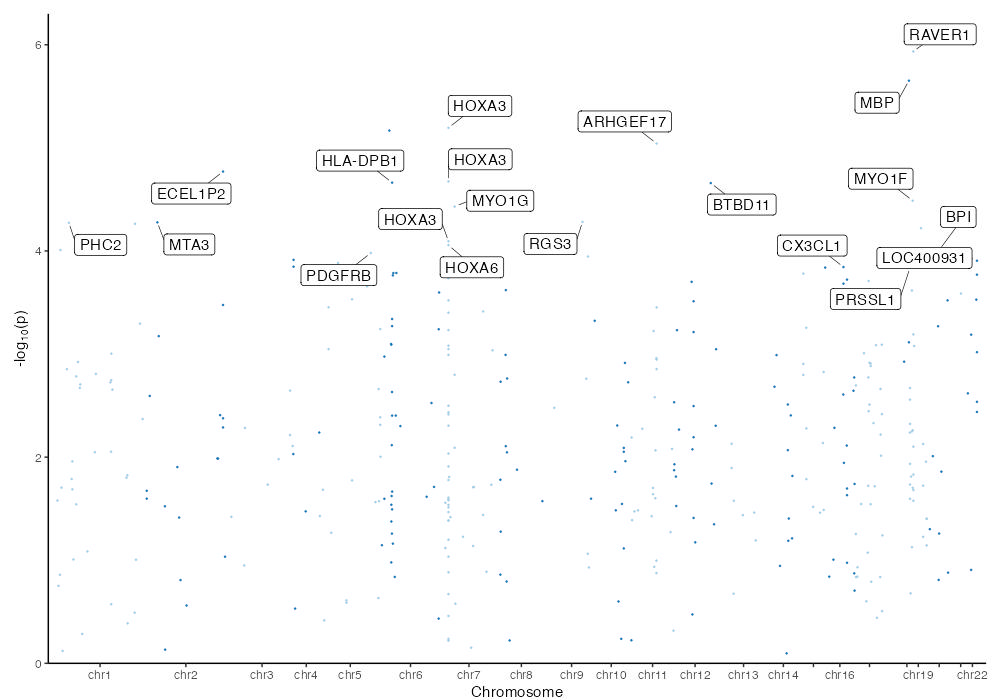 RAVER1
MBP
HOXA3
ARHGEF17
HLA-DPB1
HOXA3
ECEL1P2
MYO1G
MYO1F
BTBD11
HOXA3
BPI
PHC2
MTA3
RGS3
CX3CL1
PDGFRB
HOXA6
LOC400931
PRSSL1
6
4
2
0
-log10(p)
chr1 chr2 chr3 chr4 chr5 chr6 chr7 chr8 chr9 chr10 chr11 chr12 chr13 chr14 chr16 chr19 chr22
Chromosome